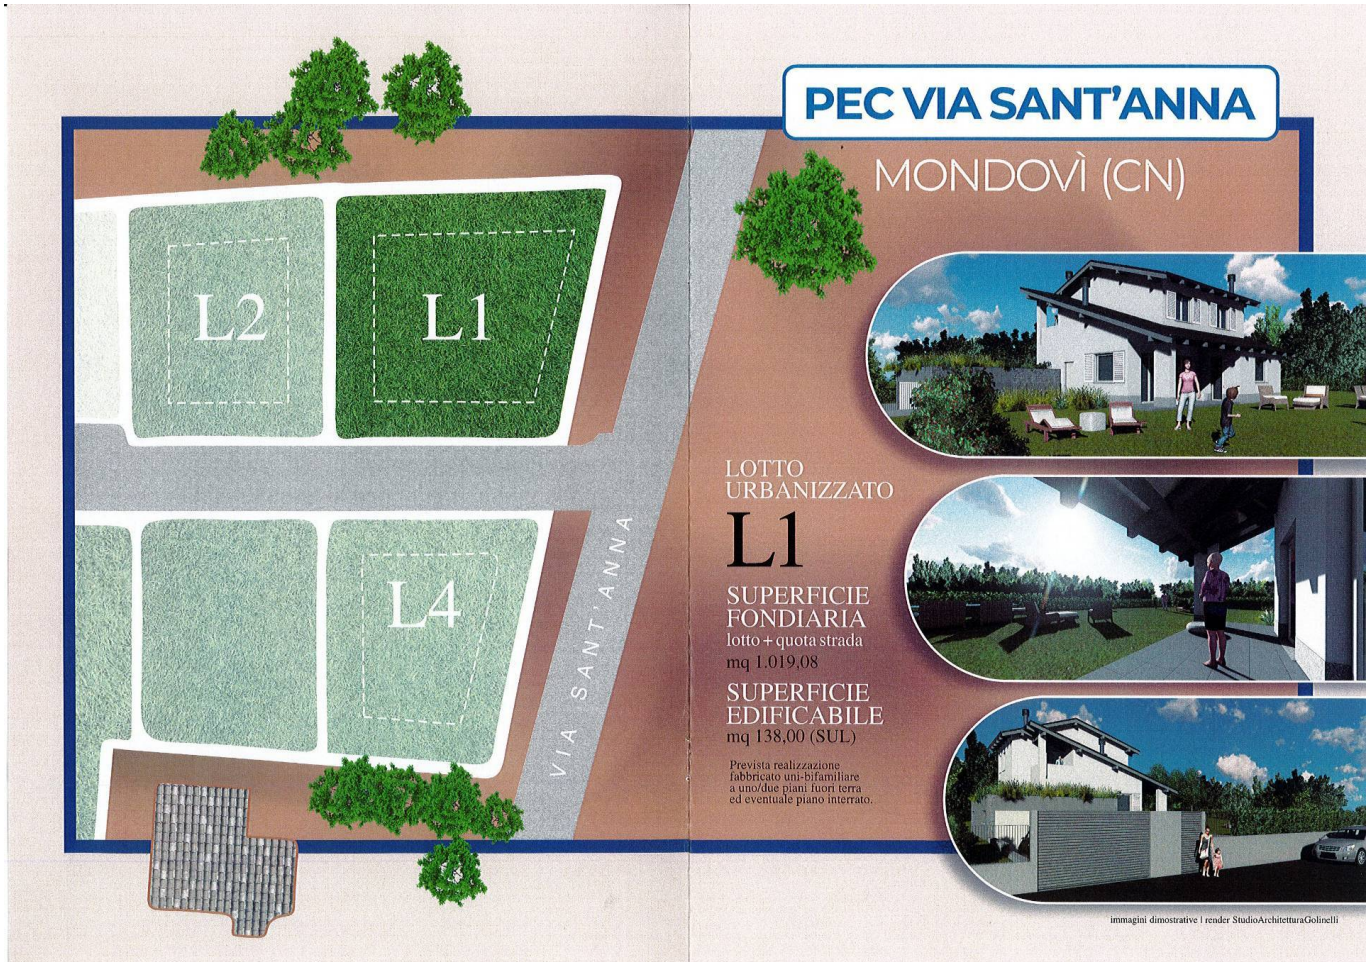 PEC VIA SANT'ANNA
MONDOVÌ (CN)
L2
L1
L4
VIA SANT'ANNA
LOTTO
URBANIZZATO
L1
SUPERFICIE
FONDIARIA
lotto + quota strada
mq 1.019,08
SUPERFICIE
EDIFICABILE
mq 138,00 (SUL)
Prevista realizzazione
fabbricato uni-bifamiliare
a uno/due piani fuori terra
ed eventuale piano interrato.
immagini dimostrative | render StudioArchitetturaGolinelli